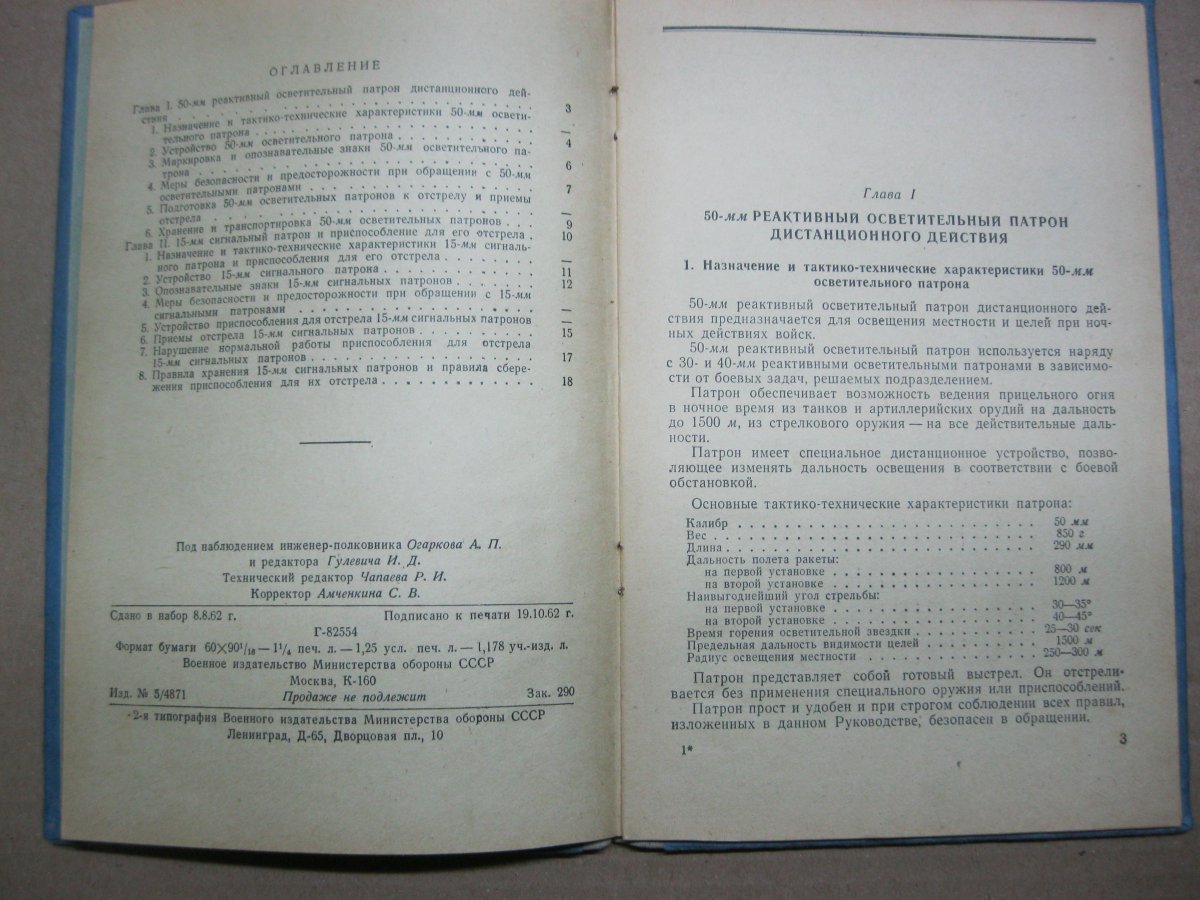 ОГЛАВЛЕНИЕ
Глава I. 50-мм реактивный осветительный патрон дистанционного дей-
ствия . . . . . . . . . . . . . . . . . . . . 3
1. Назначение и тактико-технические характеристики 50-мм освети-
тельного патрона . . . . . . . . . . . . . . . . . —
2. Устройство 50-мм осветительного патрона . . . . . . . . . 4
3. Маркировка и опознавательные знаки 50-мм осветительного па-
трона . . . . . . . . . . . . . . . . . . . . 6
4. Меры безопасности и предосторожности при обращении с 50-мм
осветительными патронами . . . . . . . . . . . . . . 7
5. Подготовка 50-мм осветительных патронов к отстрелу и приемы
отстрела . . . . . . . . . . . . . . . . . . . —
6. Хранение и транспортировка 50-мм осветительных патронов . . . 9
Глава II. 15-мм сигнальный патрон и приспособление для его отстрела . 10
1. Назначение и тактико-технические характеристики 15-мм сигналь-
ного патрона и приспособления для его отстрела . . . . . . —
2. Устройство 15-мм сигнального патрона . . . . . . . . . . 11
3. Опознавательные знаки 15-мм сигнальных патронов . . . . . . 12
4. Меры безопасности и предосторожности при обращении с 15-мм
сигнальными патронами . . . . . . . . . . . . . . . —
5. Устройство приспособления для отстрела 15-мм сигнальных патронов —
6. Приемы отстрела 15-мм сигнальных патронов . . . . . . . . 15
7. Нарушение нормальной работы приспособления для отстрела
15-мм сигнальных патронов . . . . . . . . . . . . . . 17
8. Правила хранения 15-мм сигнальных патронов и правила сбере-
жения приспособления для их отстрела . . . . . . . . . . 18
Под наблюдением инженер-полковника Огаркова А. П.
и редактора Гулевича И. Д.
Технический редактор Чапаева Р. И.
Корректор Амченкина С. В.
Сдано в набор 8.8.62 г. Подписано к печати 19.10.62 г.
Г-82554
Формат бумаги 60×90¹/₁₆ — 1¹/₄ печ. л. — 1,25 усл. печ. л. — 1,178 уч.-изд. л.
Военное издательство Министерства обороны СССР
Москва, К-160
Изд. № 5/4871 Продаже не подлежит Зак. 290
2-я типография Военного издательства Министерства обороны СССР
Ленинград, Д-65, Дворцовая пл., 10
Глава I
50-мм РЕАКТИВНЫЙ ОСВЕТИТЕЛЬНЫЙ ПАТРОН
ДИСТАНЦИОННОГО ДЕЙСТВИЯ
1. Назначение и тактико-технические характеристики 50-мм
осветительного патрона
50-мм реактивный осветительный патрон дистанционного дей-
ствия предназначается для освещения местности и целей при ноч-
ных действиях войск.
50-мм реактивный осветительный патрон используется наряду
с 30- и 40-мм реактивными осветительными патронами в зависимо-
сти от боевых задач, решаемых подразделением.
Патрон обеспечивает возможность ведения прицельного огня
в ночное время из танков и артиллерийских орудий на дальность
до 1500 м, из стрелкового оружия — на все действительные даль-
ности.
Патрон имеет специальное дистанционное устройство, позво-
ляющее изменять дальность освещения в соответствии с боевой
обстановкой.
Основные тактико-технические характеристики патрона:
Калибр . . . . . . . . . . . . . . . . . . . . 50 мм
Вес . . . . . . . . . . . . . . . . . . . . . 850 г
Длина . . . . . . . . . . . . . . . . . . . . 290 мм
Дальность полета ракеты:
на первой установке . . . . . . . . . . . . . 800 м
на второй установке . . . . . . . . . . . . . 1200 м
Наивыгоднейший угол стрельбы:
на первой установке . . . . . . . . . . . . . 30—35°
на второй установке . . . . . . . . . . . . . 40—45°
Время горения осветительной звездки . . . . . . . 25—30 сек
Предельная дальность видимости целей . . . . . . . 1500 м
Радиус освещения местности . . . . . . . . . . . 250—300 м
Патрон представляет собой готовый выстрел. Он отстрели-
вается без применения специального оружия или приспособлений.
Патрон прост и удобен и при строгом соблюдении всех правил,
изложенных в данном Руководстве, безопасен в обращении.
1* 3